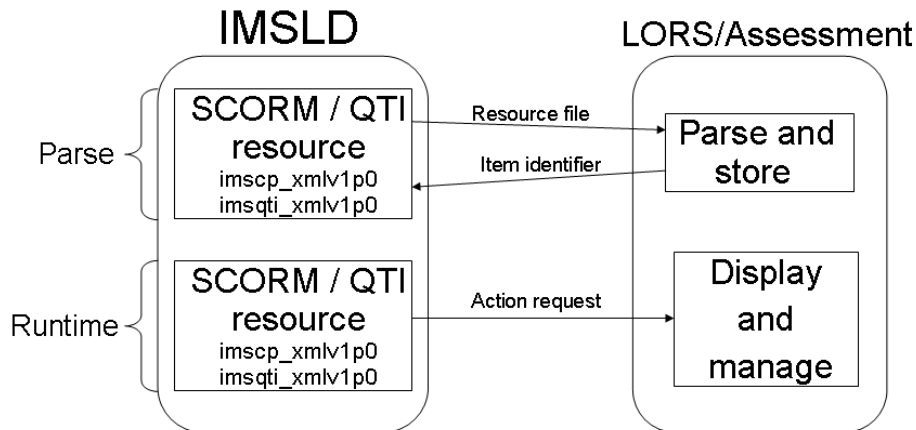 IMSLD
LORS/Assessment
Parse
SCORM / QTI
resource
imscp_xmlv1p0
imsqti_xmlv1p0
Resource file
Item identifier
Parse and
store
Runtime
SCORM / QTI
resource
imscp_xmlv1p0
imsqti_xmlv1p0
Action request
Display
and
manage